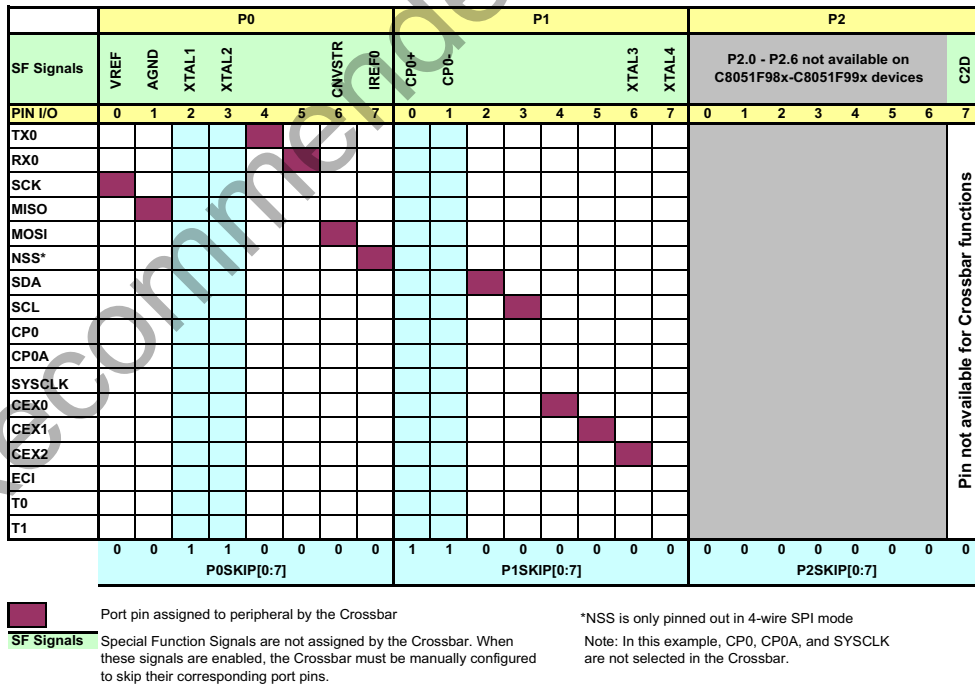 P0 P1 P2
SF Signals VREF AGND XTAL1 XTAL2 CNVSTR IREF0 CP0+ CP0- XTAL3 XTAL4 P2.0 - P2.6 not available on C2D
C8051F98x-C8051F99x devices
PIN I/O 0 1 2 3 4 5 6 7 0 1 2 3 4 5 6 7 0 1 2 3 4 5 6 7
TX0
RX0
SCK
MISO
MOSI
NSS*
SDA
SCL
CP0
CP0A
SYSCLK
CEX0
CEX1
CEX2
ECI
T0
T1
Pin not available for Crossbar functions
0 0 1 1 0 0 0 0 1 1 0 0 0 0 0 0 0 0 0 0 0 0 0 0
P0SKIP[0:7] P1SKIP[0:7] P2SKIP[0:7]
Port pin assigned to peripheral by the Crossbar
*NSS is only pinned out in 4-wire SPI mode
SF Signals Special Function Signals are not assigned by the Crossbar. When
these signals are enabled, the Crossbar must be manually configured
to skip their corresponding port pins.
Note: In this example, CP0, CP0A, and SYSCLK
are not selected in the Crossbar.